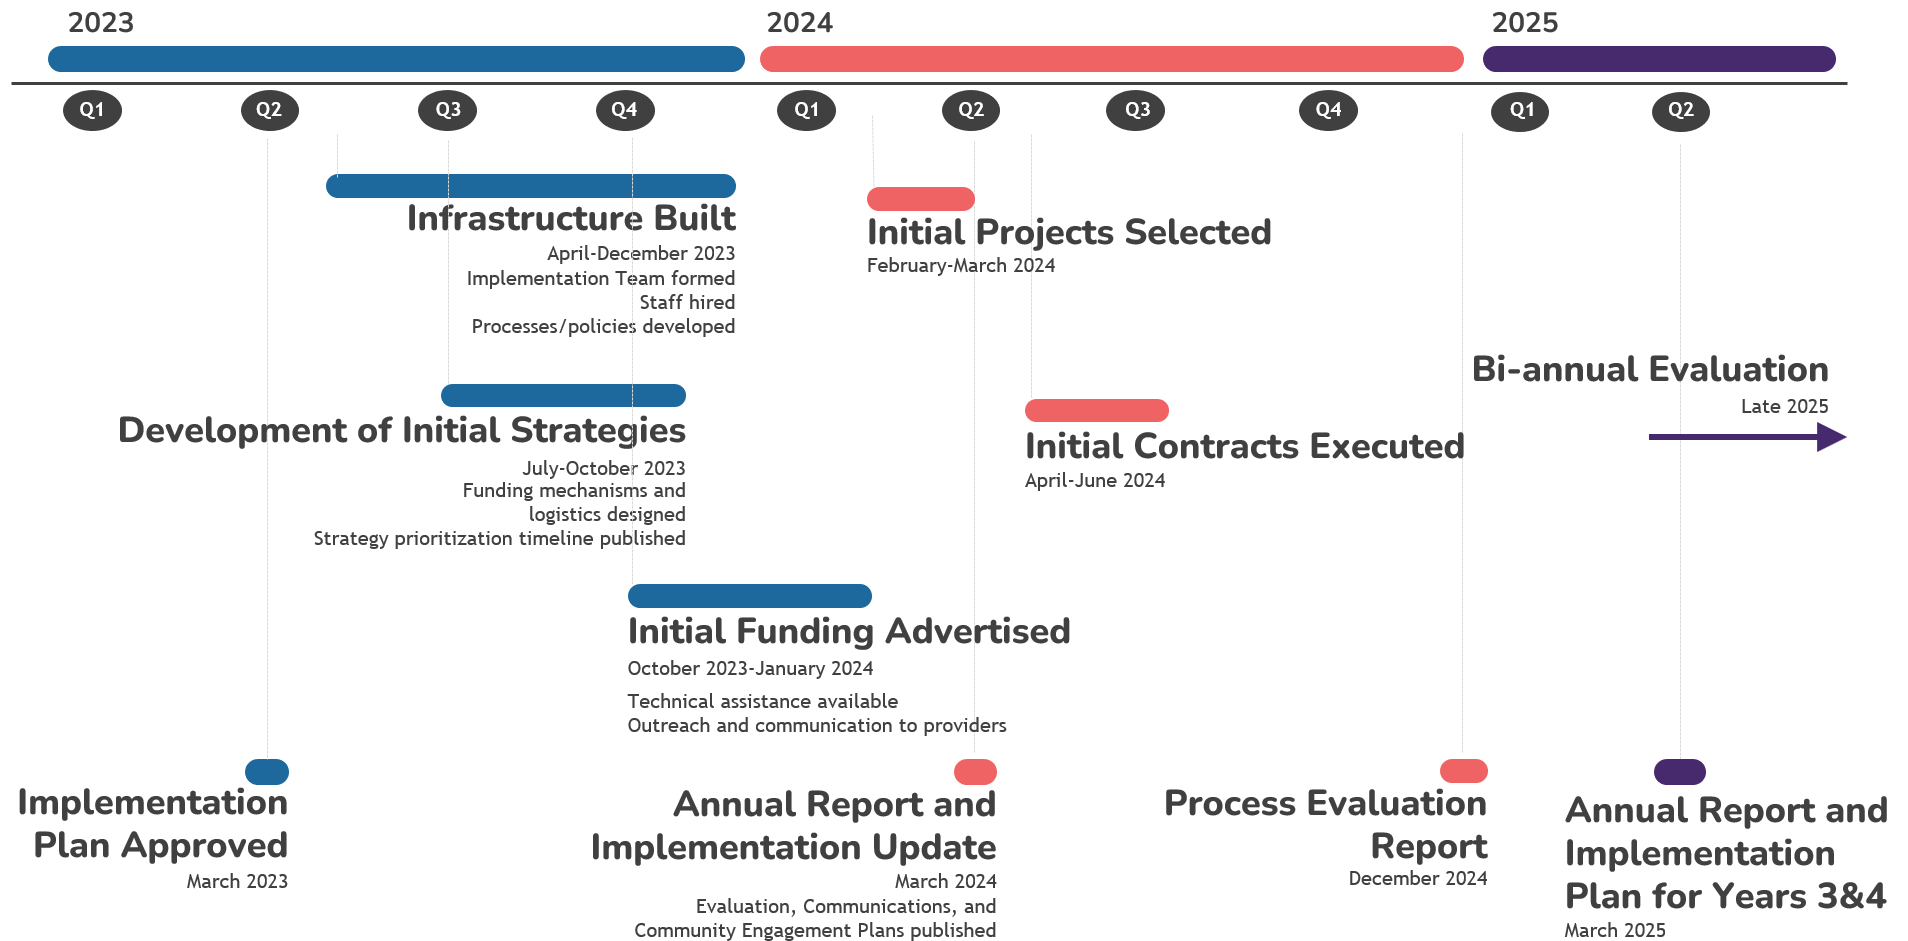 2023
2024
2025
Q1
Q2
Q3
Q4
Q1
Q2
Q3
Q4
Q1
Q2
Infrastructure Built
April-December 2023
Implementation Team formed
Staff hired
Processes/policies developed
Initial Projects Selected
February-March 2024
Bi-annual Evaluation
Late 2025
Development of Initial Strategies
July-October 2023
Funding mechanisms and
logistics designed
Strategy prioritization timeline published
Initial Contracts Executed
April-June 2024
Initial Funding Advertised
October 2023-January 2024
Technical assistance available
Outreach and communication to providers
Implementation
Plan Approved
March 2023
Annual Report and
Implementation Update
March 2024
Evaluation, Communications, and
Community Engagement Plans published
Process Evaluation
Report
December 2024
Annual Report and
Implementation
Plan for Years 3&4
March 2025